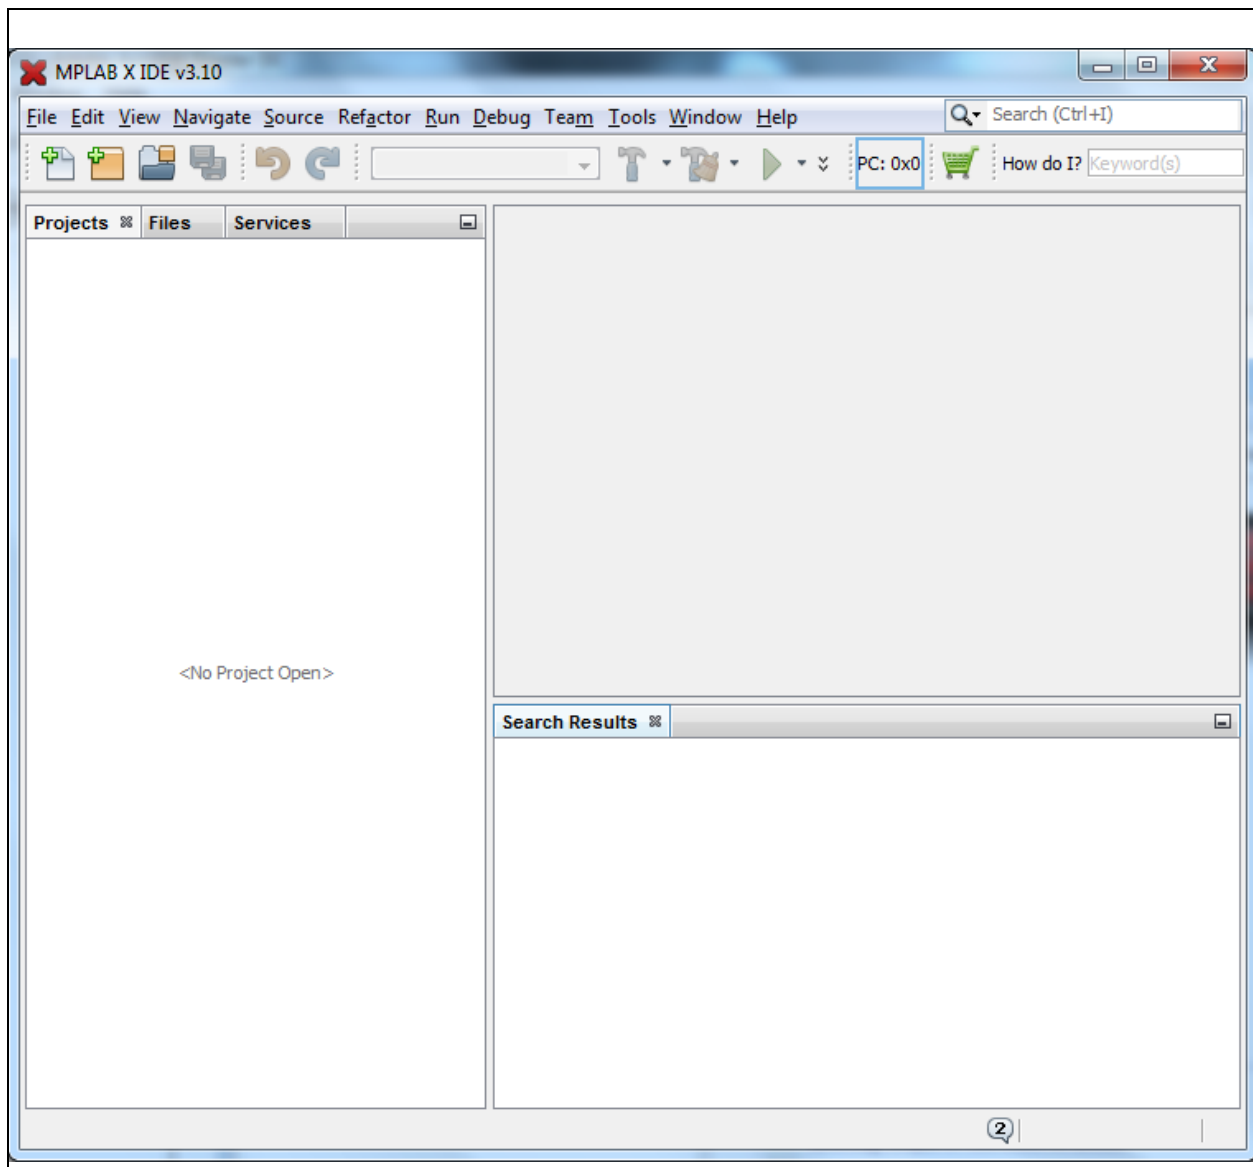 MPLAB X IDE v3.10
File Edit View Navigate Source Refactor Run Debug Team Tools Window Help Search (Ctrl+I)
PC: 0x0 How do I? Keyword(s)
Projects Files Services
<No Project Open>
Search Results
2